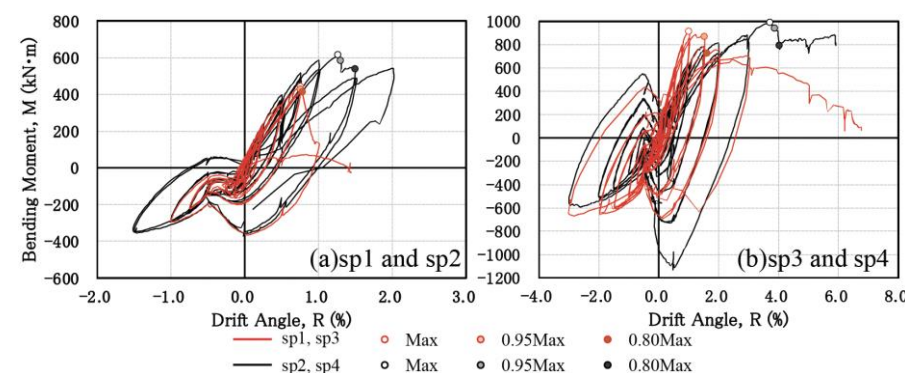 800
600
400
200
0
-200
-400
-600
-2.0 -1.0 0.0 1.0 2.0 3.0
Bending Moment, M (kN·m)
Drift Angle, R (%)
(a)sp1 and sp2
1000
800
600
400
200
0
-200
-400
-600
-800
-1000
-1200
-4.0 -2.0 0.0 2.0 4.0 6.0 8.0
Drift Angle, R (%)
(b)sp3 and sp4
sp1, sp3 Max 0.95Max 0.80Max
sp2, sp4 Max 0.95Max 0.80Max